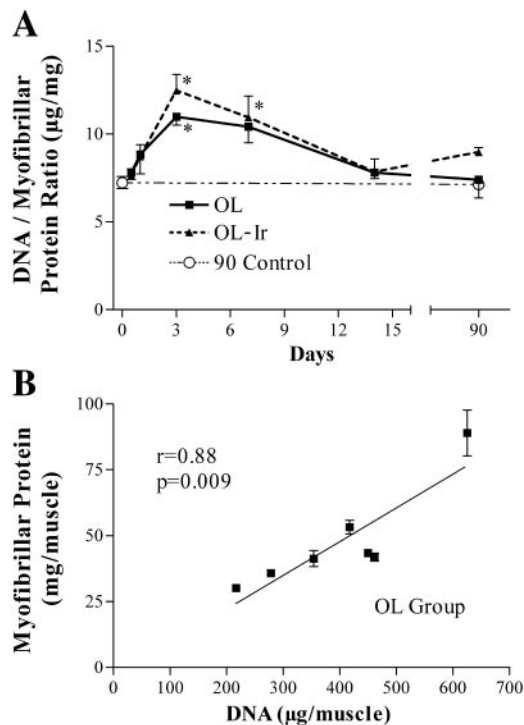 A
DNA / Myofibrillar
Protein Ratio (µg/mg)
15
10
5
0
*
*
*
OL
OL-Ir
90 Control
0 3 6 9 12 15 90
Days
B
Myofibrillar Protein
(mg/muscle)
100
75
50
25
0
r=0.88
p=0.009
OL Group
0 100 200 300 400 500 600 700
DNA (µg/muscle)